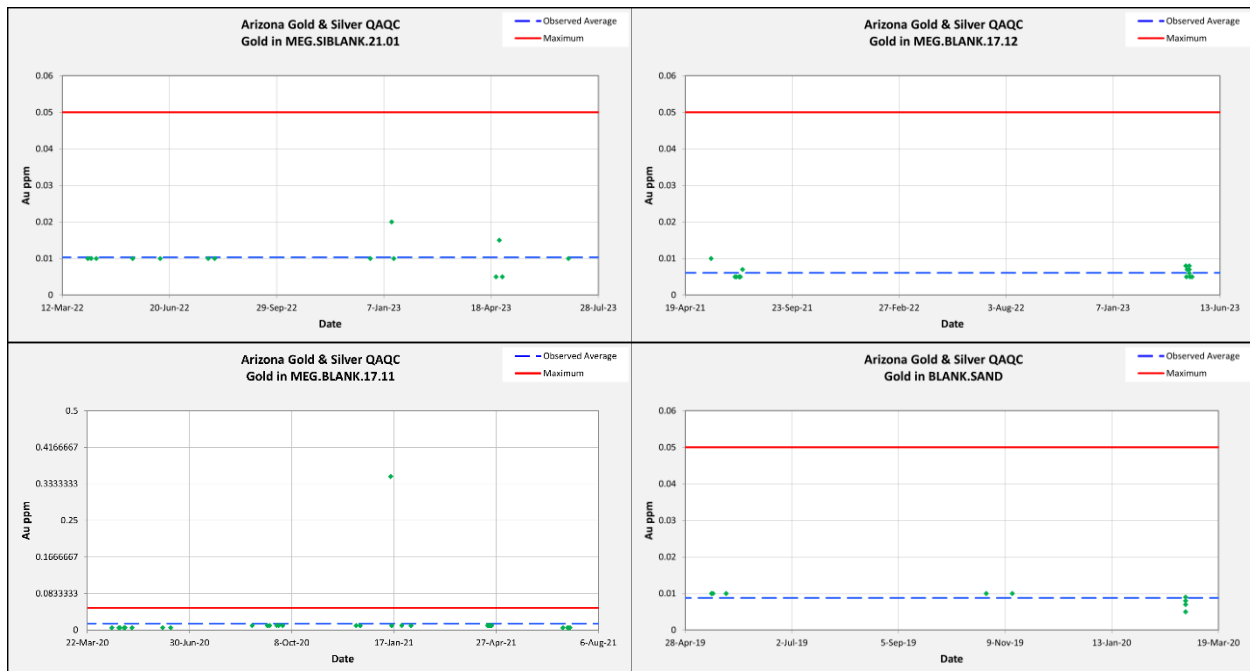 Arizona Gold & Silver QAQC
Gold in MEG.SIBLANK.21.01
Observed Average
Maximum
0.06
0.05
0.04
0.03
0.02
0.01
0
Au ppm
12-Mar-22
20-Jun-22
29-Sep-22
7-Jan-23
18-Apr-23
28-Jul-23
Date
Arizona Gold & Silver QAQC
Gold in MEG.BLANK.17.12
Observed Average
Maximum
0.06
0.05
0.04
0.03
0.02
0.01
0
Au ppm
19-Apr-21
23-Sep-21
27-Feb-22
3-Aug-22
7-Jan-23
13-Jun-23
Date
Arizona Gold & Silver QAQC
Gold in MEG.BLANK.17.11
Observed Average
Maximum
0.5
0.4166667
0.3333333
0.25
0.1666667
0.0833333
0
Au ppm
22-Mar-20
30-Jun-20
8-Oct-20
17-Jan-21
27-Apr-21
6-Aug-21
Date
Arizona Gold & Silver QAQC
Gold in BLANK.SAND
Observed Average
Maximum
0.06
0.05
0.04
0.03
0.02
0.01
0
Au ppm
28-Apr-19
2-Jul-19
5-Sep-19
9-Nov-19
13-Jan-20
19-Mar-20
Date